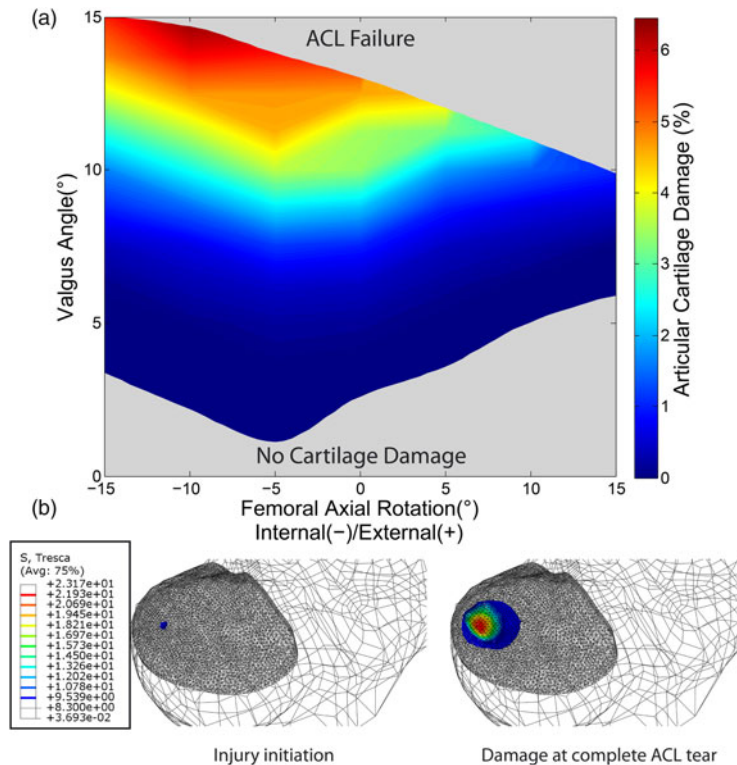 (a)
ACL Failure
15
10
5
0
Valgus Angle(°)
No Cartilage Damage
−15
−10
−5
0
5
10
15
Femoral Axial Rotation(°)
Internal(−)/External(+)
6
5
4
3
2
1
0
Articular Cartilage Damage (%)
(b)
S, Tresca
(Avg: 75%)
+2.317e+01
+2.193e+01
+2.069e+01
+1.945e+01
+1.821e+01
+1.697e+01
+1.573e+01
+1.450e+01
+1.326e+01
+1.202e+01
+1.078e+01
+9.539e+00
+8.300e+00
+3.693e-02
Injury initiation
Damage at complete ACL tear